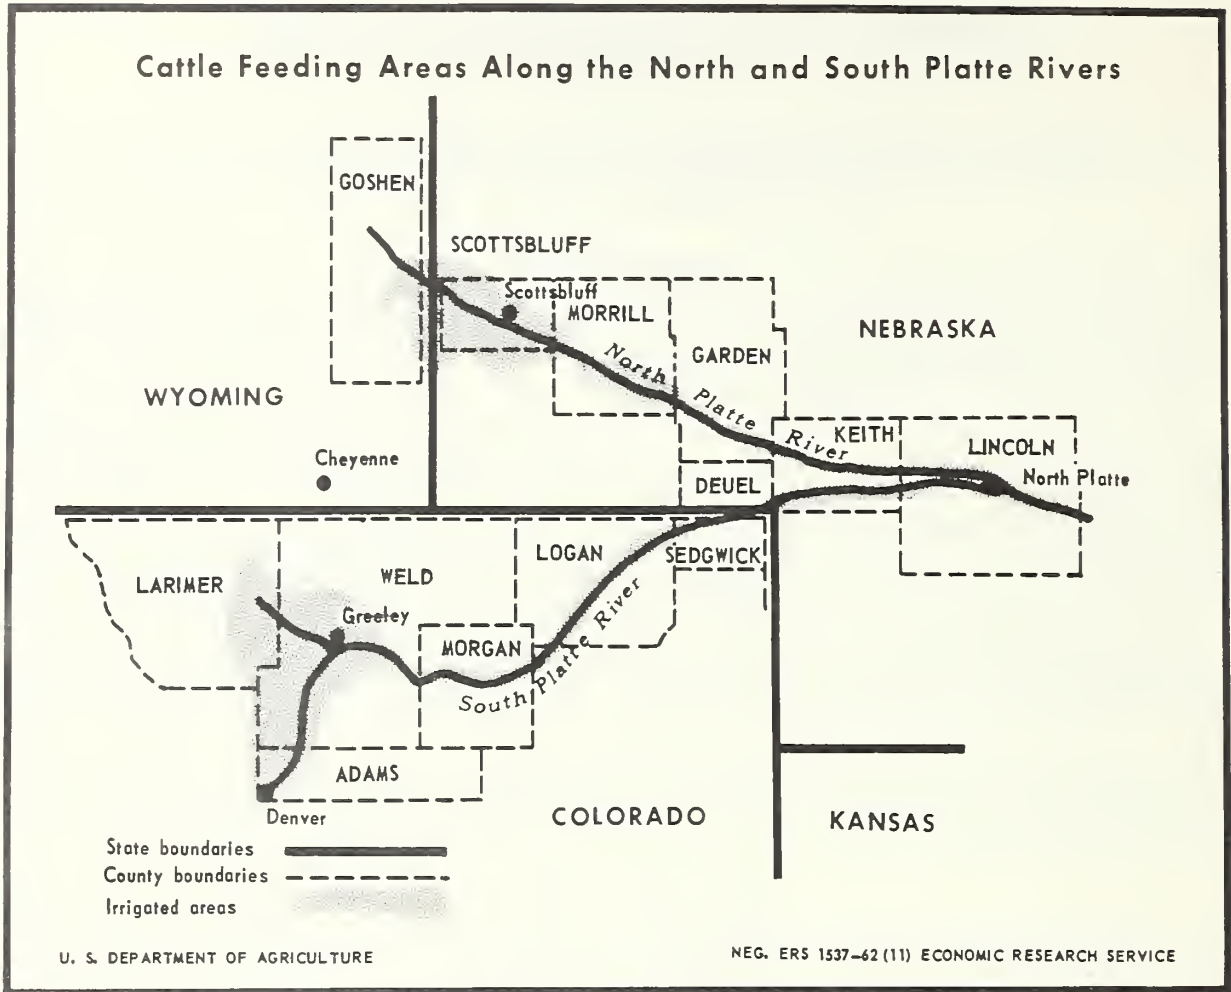 Cattle Feeding Areas Along the North and South Platte Rivers
GOSHEN
SCOTTSBLUFF
Scottsbluff
MORRILL
NEBRASKA
GARDEN
North Platte River
WYOMING
KEITH
LINCOLN
Cheyenne
North Platte
DEUEL
LOGAN
SEDGWICK
LARIMER
WELD
Greeley
MORGAN
South Platte River
ADAMS
Denver
COLORADO
KANSAS
State boundaries
County boundaries
Irrigated areas
U. S. DEPARTMENT OF AGRICULTURE
NEG. ERS 1537-62 (11) ECONOMIC RESEARCH SERVICE